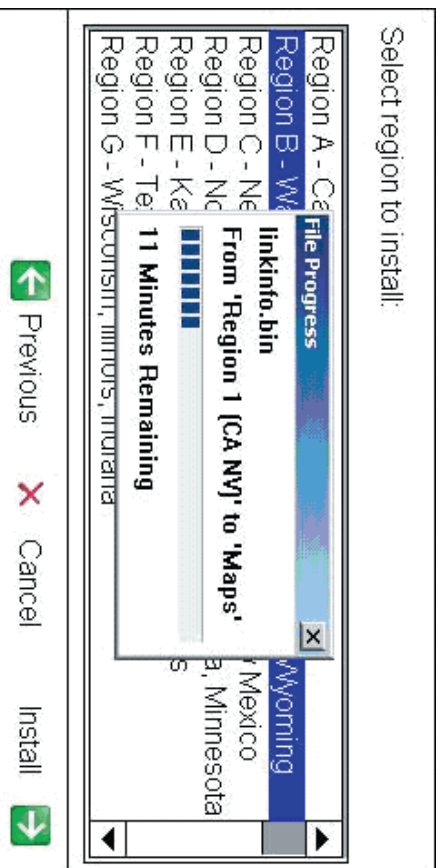 Select region to install:
Region A - Ca
Region B - Wa Wyoming
Region C - Ne Mexico
Region D - No a, Minnesota
Region E - Ka s
Region F - Te
Region G - Wisconsin, Illinois, Indiana
File Progress
linkinfo.bin
From 'Region 1 (CA NV)' to 'Maps'
11 Minutes Remaining
Previous
Cancel
Install